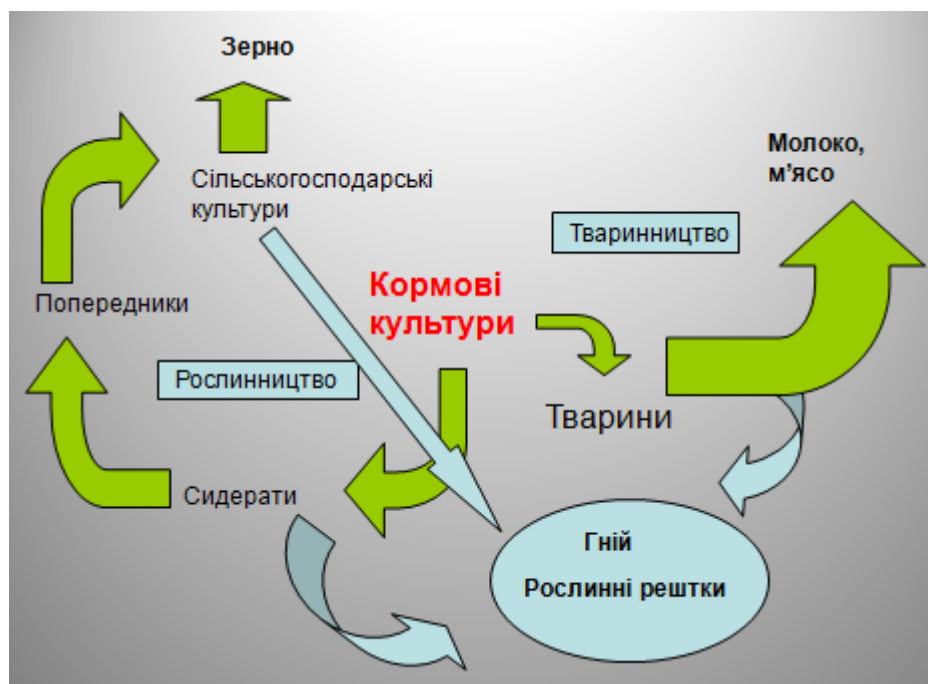 Зерно
Молоко,
м'ясо
Сільськогосподарські
культури
Тваринництво
Кормові
культури
Попередники
Рослинництво
Тварини
Сидерати
Гній
Рослинні рештки